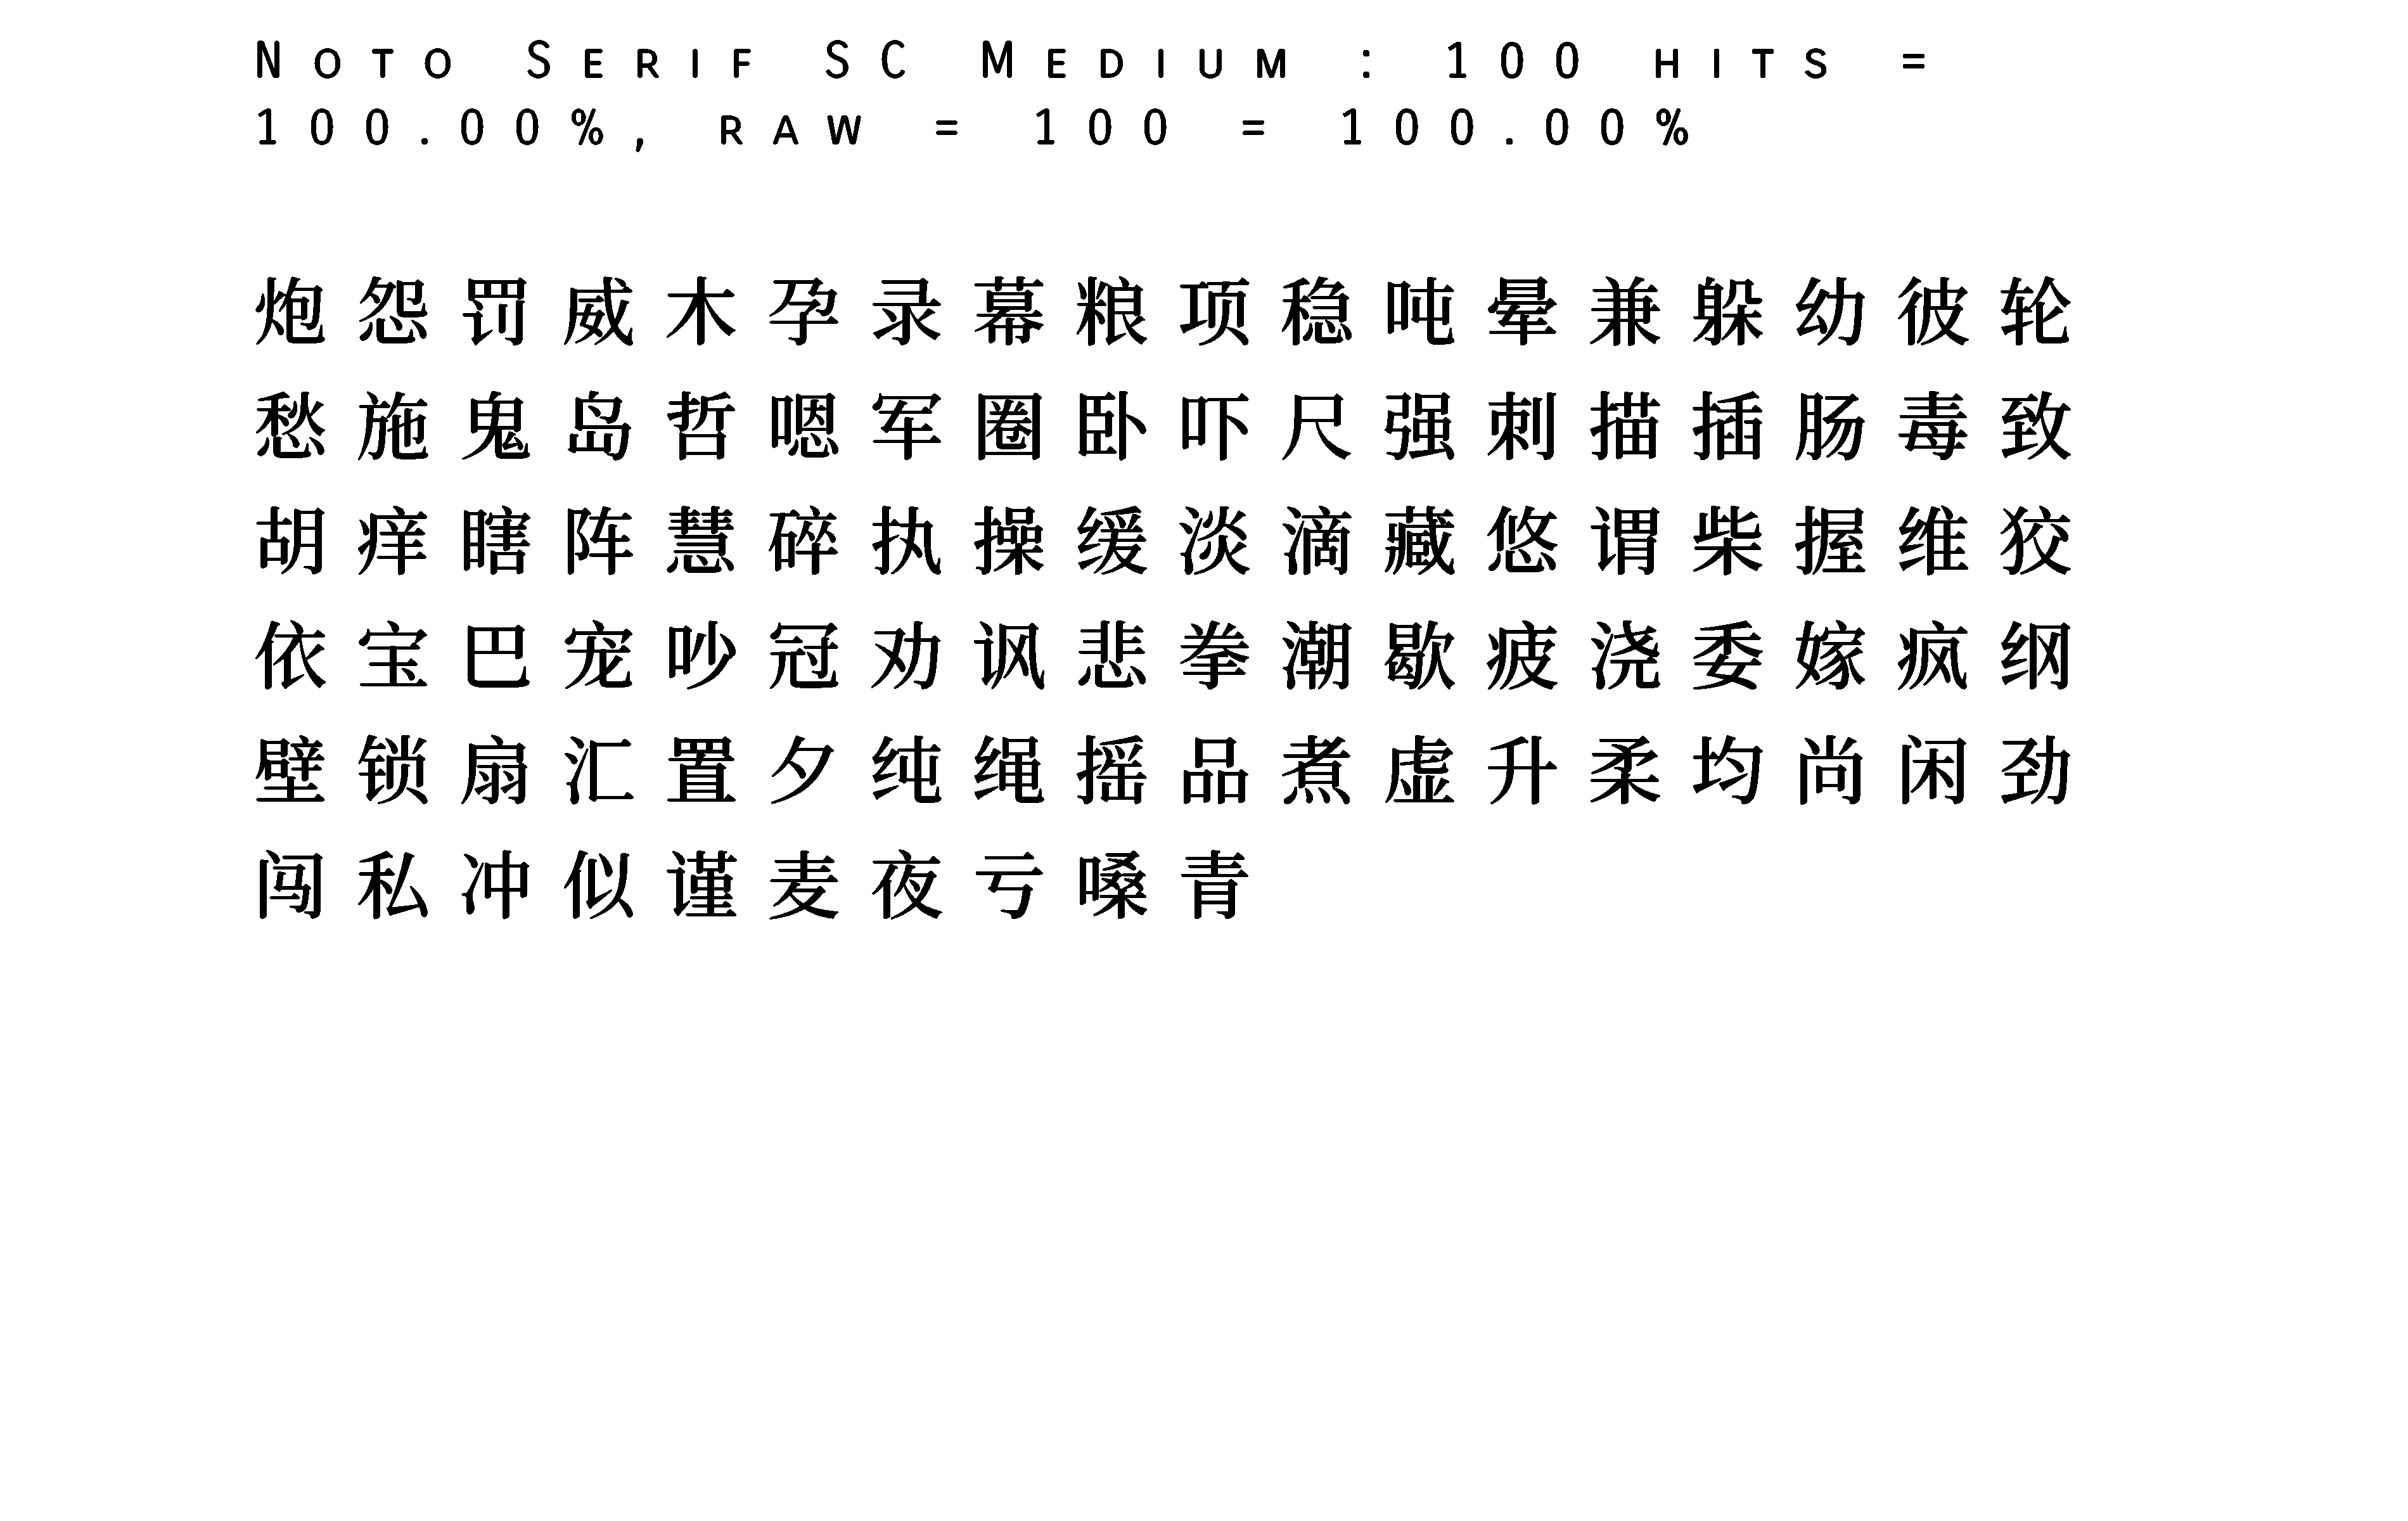 Noto Serif SC Medium : 100 hits =
100.00%, raw = 100 = 100.00%
炮怨罚威木孕录幕粮项稳吨晕兼躲幼彼轮
愁施鬼岛哲嗯军圈卧吓尺强刺描插肠毒致
胡痒瞎阵慧碎执操缓淡滴藏悠谓柴握维狡
依宝巴宠吵冠劝讽悲拳潮歇疲浇委嫁疯纲
壁锁扇汇置夕纯绳摇品煮虚升柔均尚闲劲
闯私冲似谨麦夜亏嗓青